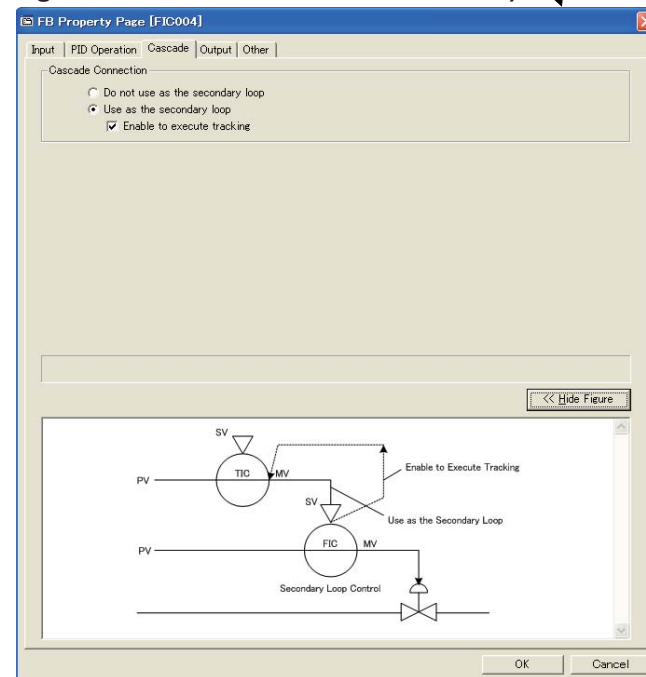 FB Property Page [FIC004]
Input PID Operation Cascade Output Other
Cascade Connection
Do not use as the secondary loop
Use as the secondary loop
Enable to execute tracking
<< Hide Figure
SV
TIC
MV
PV
Enable to Execute Tracking
SV
Use as the Secondary Loop
FIC
MV
PV
Secondary Loop Control
OK Cancel